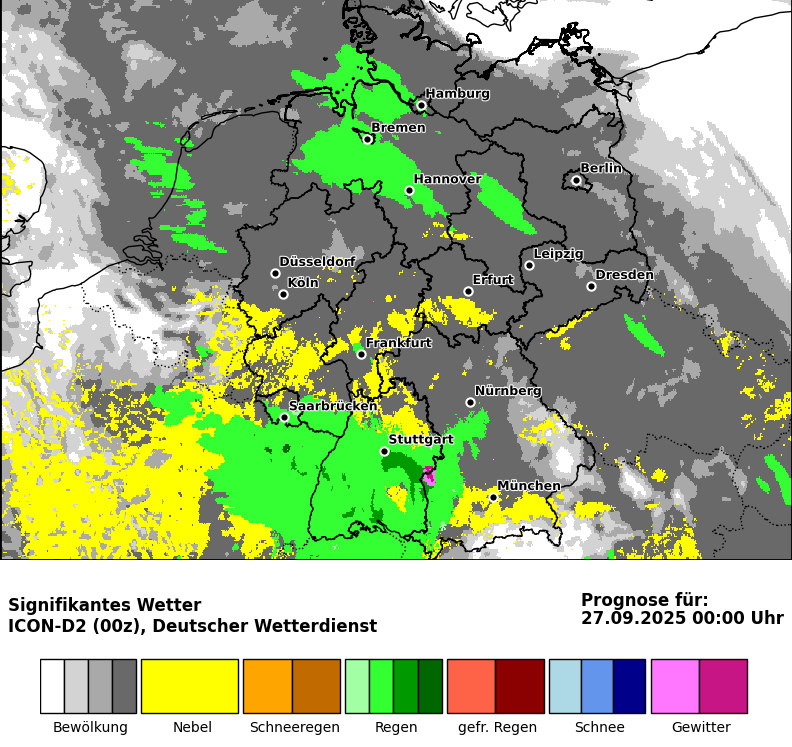 Hamburg
Bremen
Berlin
Hannover
Leipzig
Düsseldorf
Dresden
Köln
Erfurt
Frankfurt
Nürnberg
Saarbrücken
Stuttgart
München
Signifikantes Wetter
ICON-D2 (00z), Deutscher Wetterdienst
Prognose für:
27.09.2025 00:00 Uhr
Bewölkung
Nebel
Schneeregen
Regen
gefr. Regen
Schnee
Gewitter